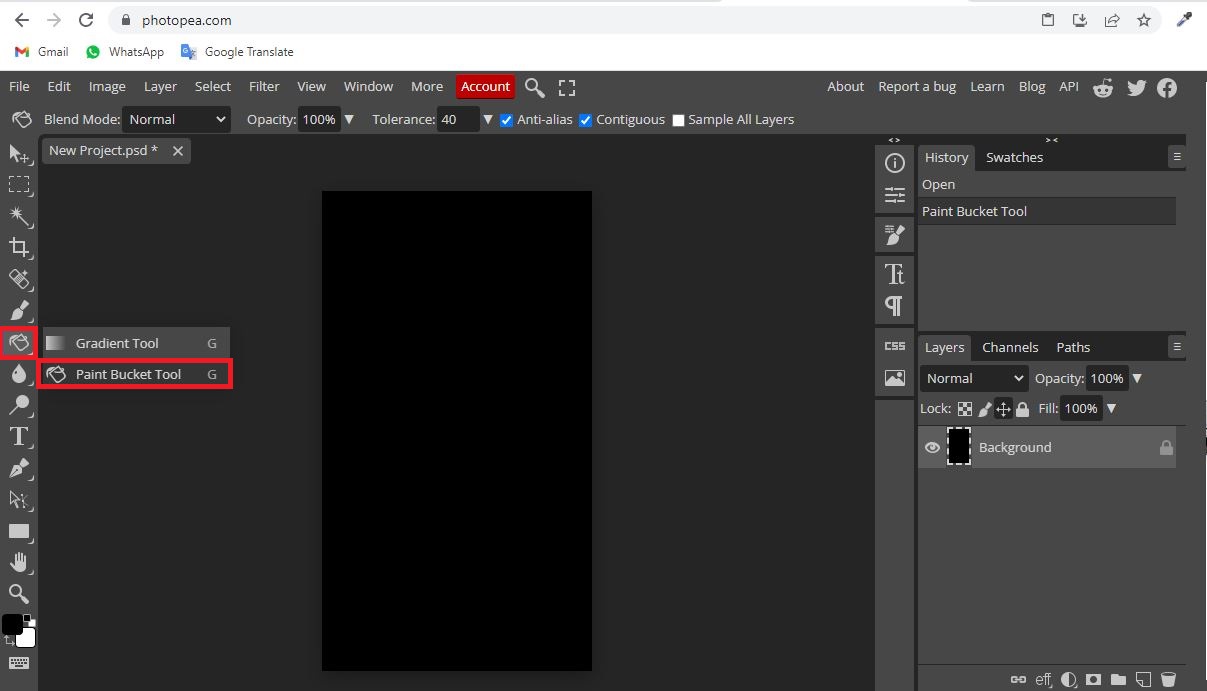 photopea.com
Gmail WhatsApp Google Translate
File Edit Image Layer Select Filter View Window More Account About Report a bug Learn Blog API
Blend Mode: Normal Opacity: 100% Tolerance: 40 Anti-alias Contiguous Sample All Layers
New Project.psd *
History Swatches
Open
Paint Bucket Tool
Gradient Tool G
Paint Bucket Tool G
Tt
CSS
Layers Channels Paths
Normal Opacity: 100%
Lock: Fill: 100%
Background
T
eff